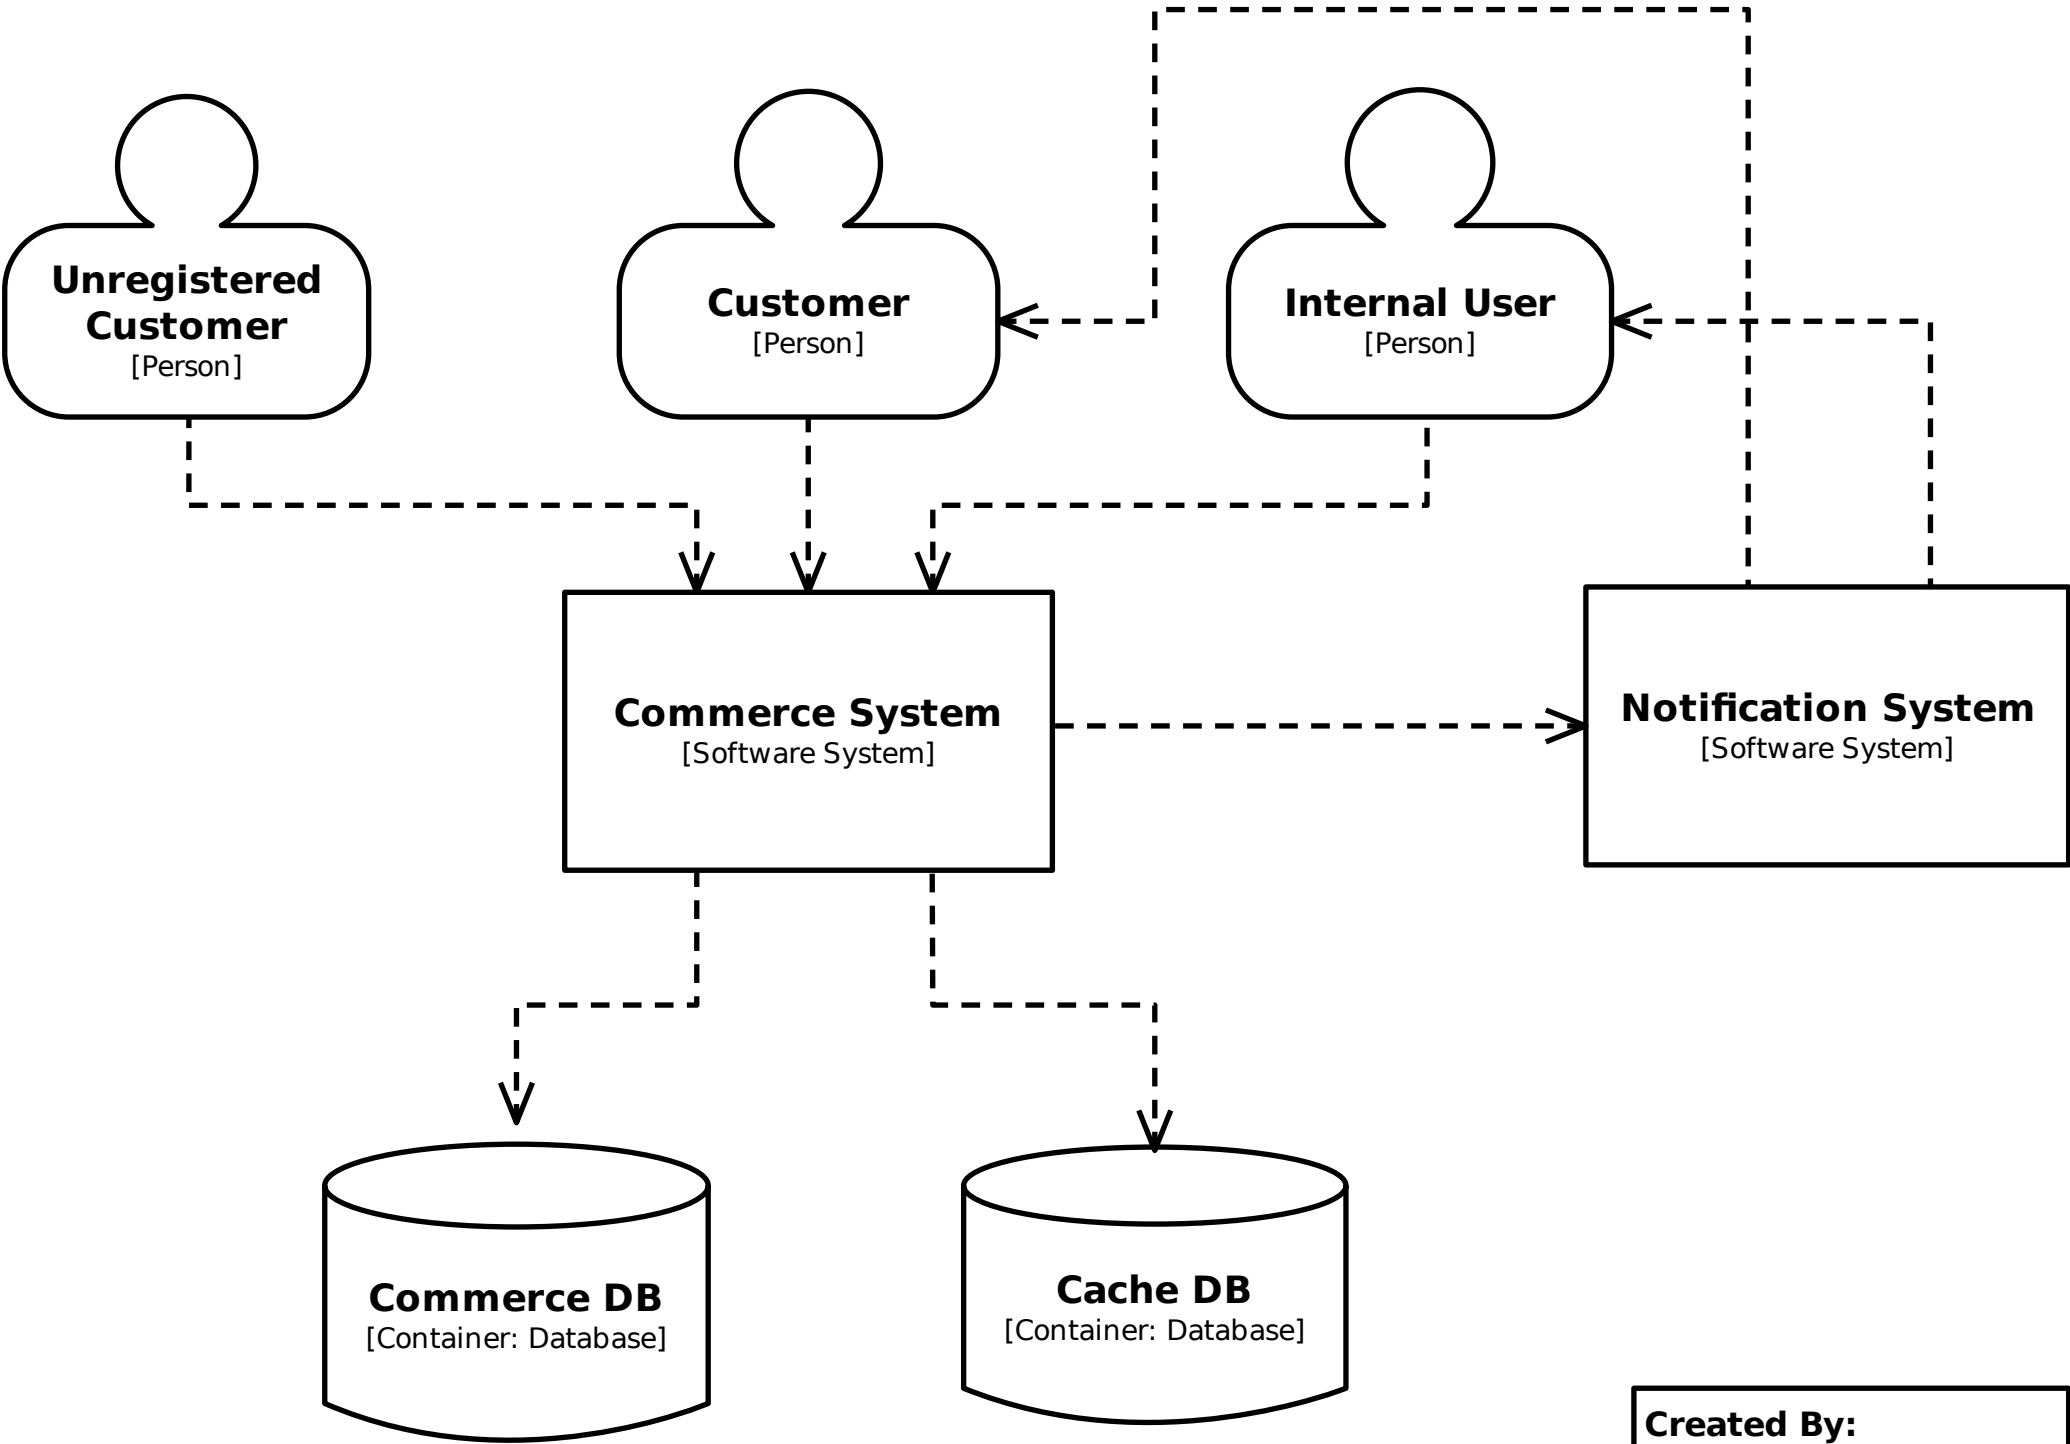 Unregistered
Customer
[Person]
Customer
[Person]
Internal User
[Person]
Commerce System
[Software System]
Notification System
[Software System]
Commerce DB
[Container: Database]
Cache DB
[Container: Database]
Created By: